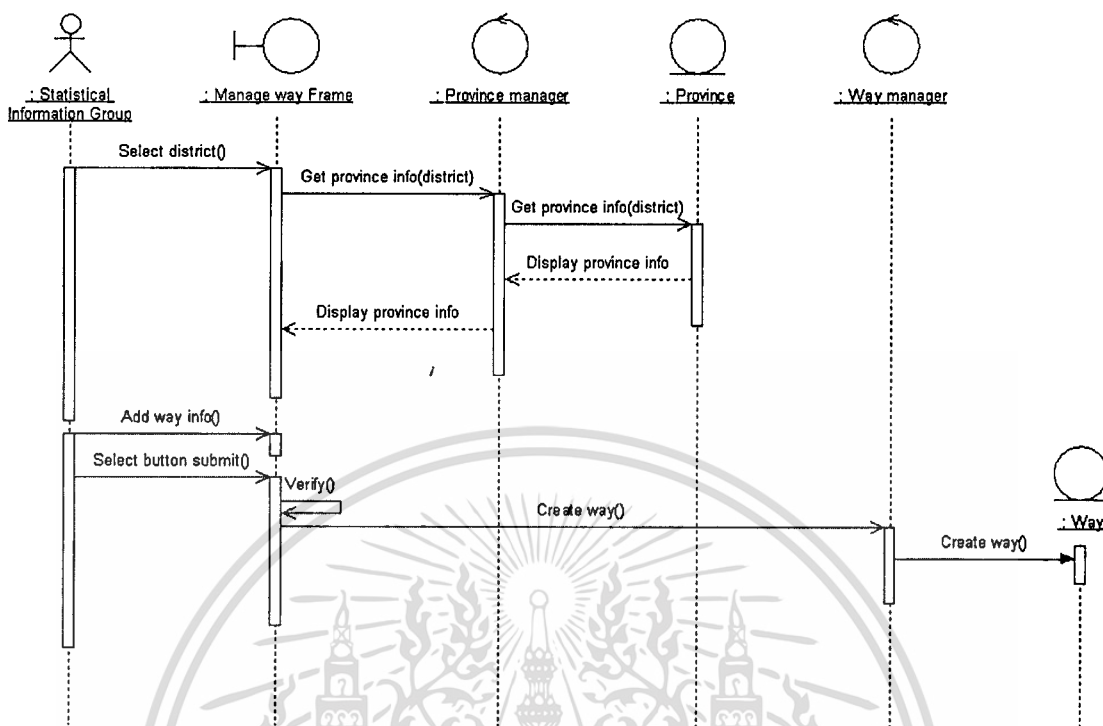 : Statistical
Information Group
: Manage way Frame
: Province manager
: Province
: Way manager
Select district()
Get province info(district)
Get province info(district)
Display province info
Display province info
Add way info()
Select button submit()
Verify()
Create way()
: Way
Create way()